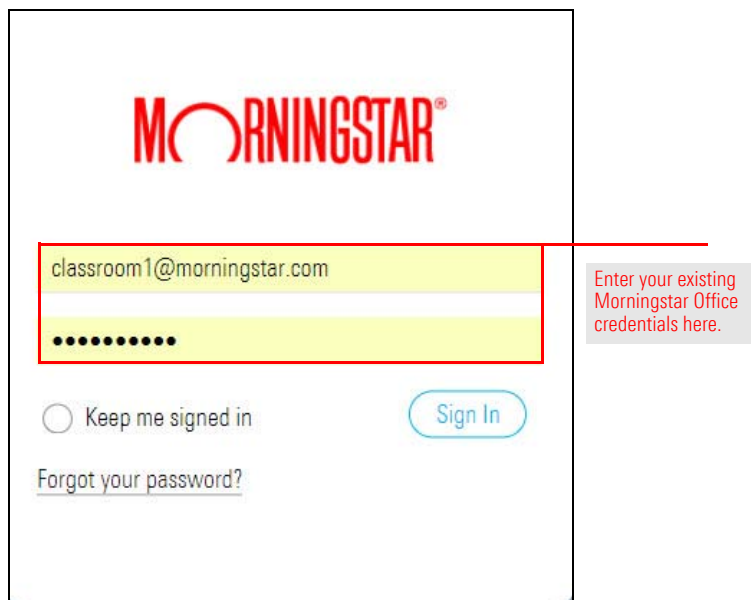 MORNINGSTAR®
classroom1@morningstar.com
••••••••••
Enter your existing
Morningstar Office
credentials here.
Keep me signed in
Sign In
Forgot your password?